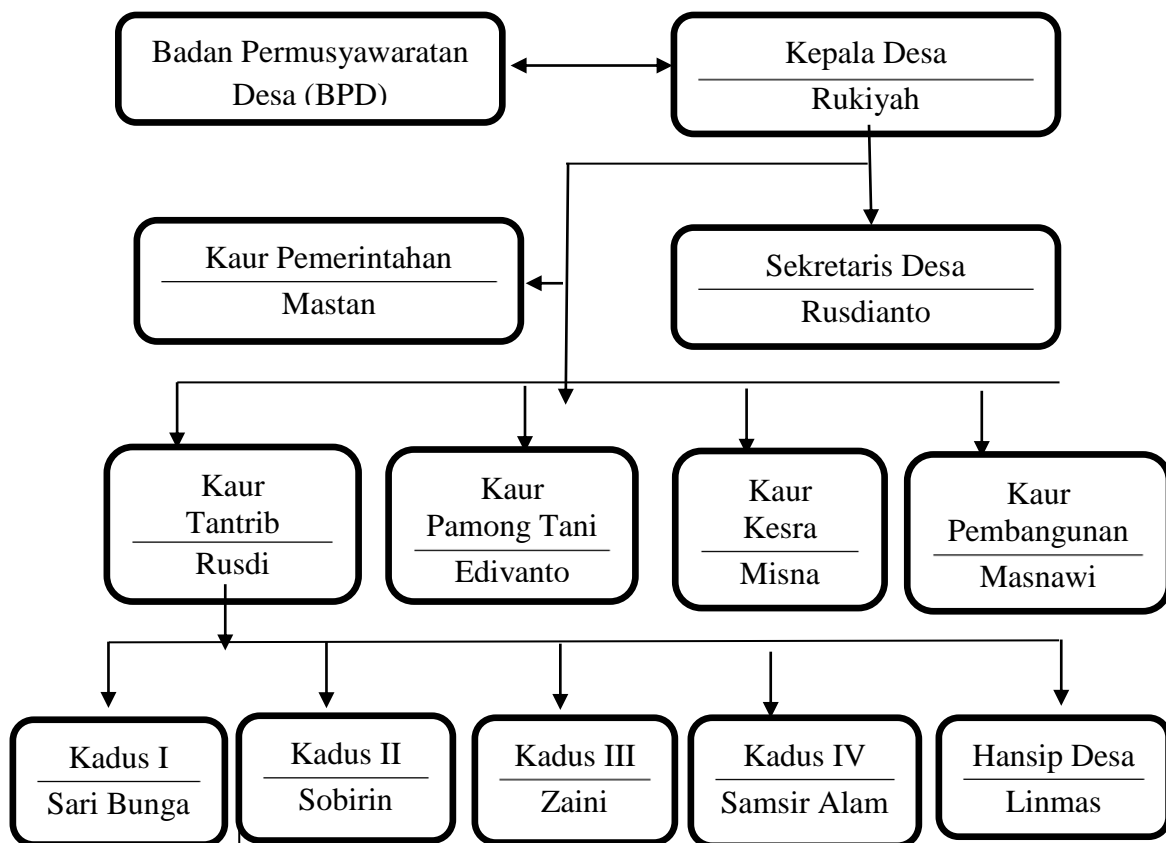 Badan Permusyawaratan
Desa (BPD)
Kepala Desa
Rukiyah
Kaur Pemerintahan
Mastan
Sekretaris Desa
Rusdianto
Kaur
Tantrib
Rusdi
Kaur
Pamong Tani
Edivanto
Kaur
Kesra
Misna
Kaur
Pembangunan
Masnawi
Kadus I
Sari Bunga
Kadus II
Sobirin
Kadus III
Zaini
Kadus IV
Samsir Alam
Hansip Desa
Linmas